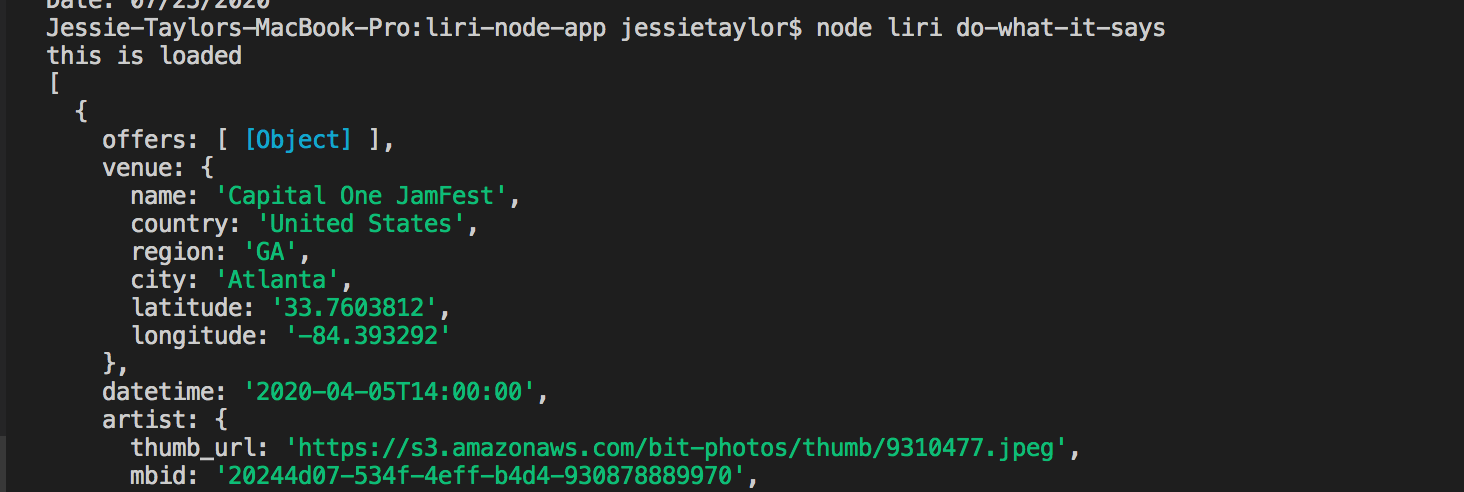 Date: 07/25/2020
Jessie-Taylors-MacBook-Pro:liri-node-app jessietaylor$ node liri do-what-it-says
this is loaded
[
  {
    offers: [ [Object] ],
    venue: {
      name: 'Capital One JamFest',
      country: 'United States',
      region: 'GA',
      city: 'Atlanta',
      latitude: '33.7603812',
      longitude: '-84.393292'
    },
    datetime: '2020-04-05T14:00:00',
    artist: {
      thumb_url: 'https://s3.amazonaws.com/bit-photos/thumb/9310477.jpeg',
      mbid: '20244d07-534f-4eff-b4d4-930878889970',